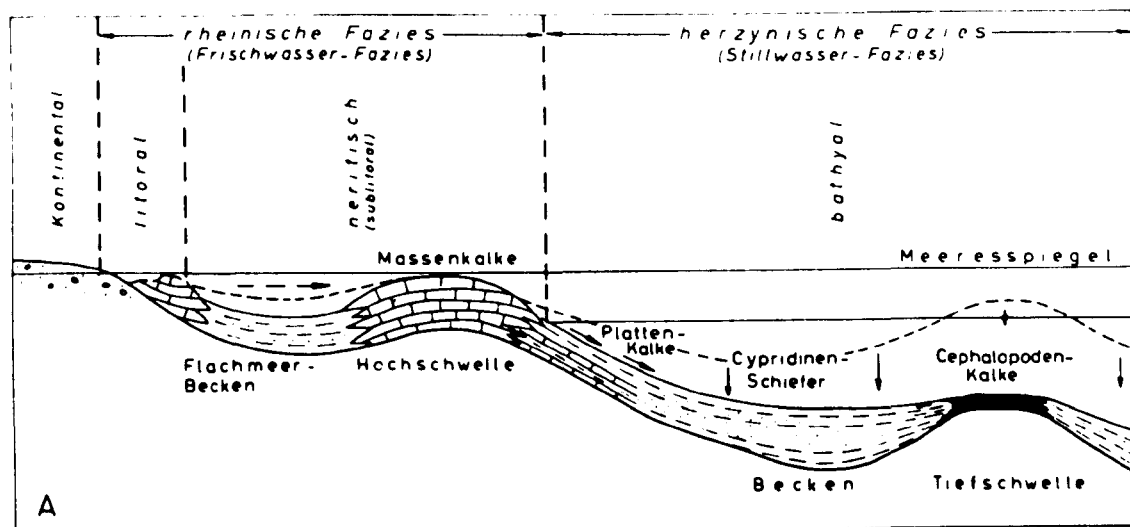 rheinische Fazies
(Frischwasser-Fazies)
herzynische Fazies
(Stillwasser-Fazies)
Kontinental
litoral
neritisch
(sublitoral)
bathyal
Massenkalke
Meeresspiegel
Platten-
Kalke
Cypridinen-
Schiefer
Cephalopoden-
Kalke
Flachmeer-
Becken
Hochschwelle
Becken
Tiefschwelle
A